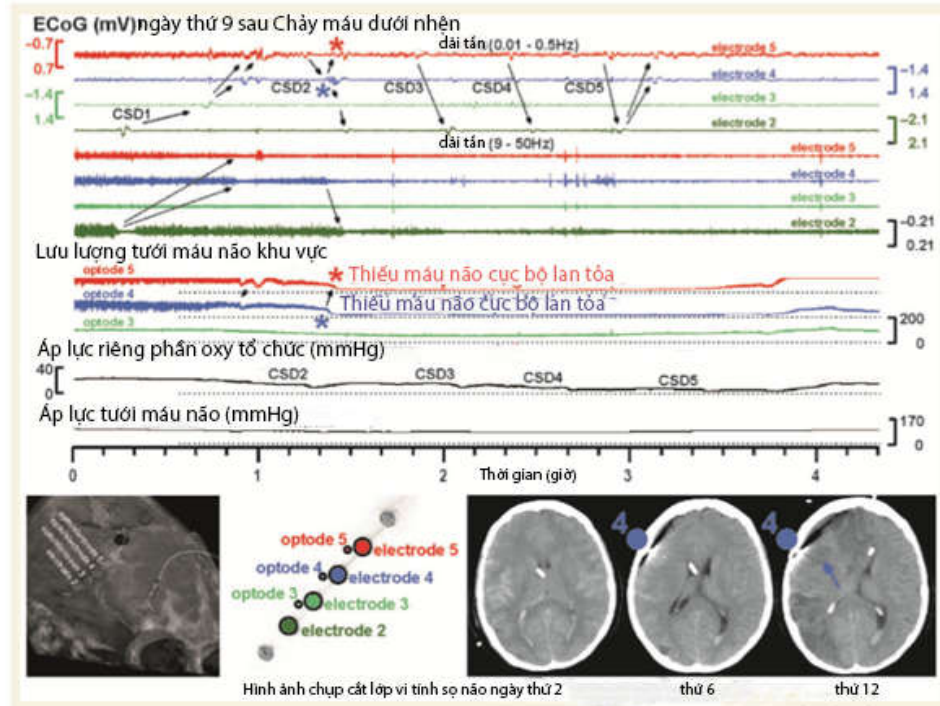 ECoG (mV) ngày thứ 9 sau Chảy máu dưới nhện
dải tần (0.01 - 0.5Hz)
-0.7
0.7
electrode 5
electrode 4
-1.4
1.4
CSD2
CSD3
CSD4
CSD5
-1.4
1.4
electrode 3
CSD1
electrode 2
-2.1
2.1
dải tần (9 - 50Hz)
electrode 5
electrode 4
electrode 3
electrode 2
-0.21
0.21
Lưu lượng tưới máu não khu vực
optode 5
* Thiếu máu não cục bộ lan tỏa
optode 4
Thiếu máu não cục bộ lan tỏa
*
optode 3
200
0
Áp lực riêng phần oxy tổ chức (mmHg)
40
0
CSD2
CSD3
CSD4
CSD5
Áp lực tưới máu não (mmHg)
170
0
0 1 2 Thời gian (giờ) 3 4
optode 5
electrode 5
optode 4
electrode 4
optode 3
electrode 3
electrode 2
4
4
Hình ảnh chụp cắt lớp vi tính sọ não ngày thứ 2 thứ 6 thứ 12